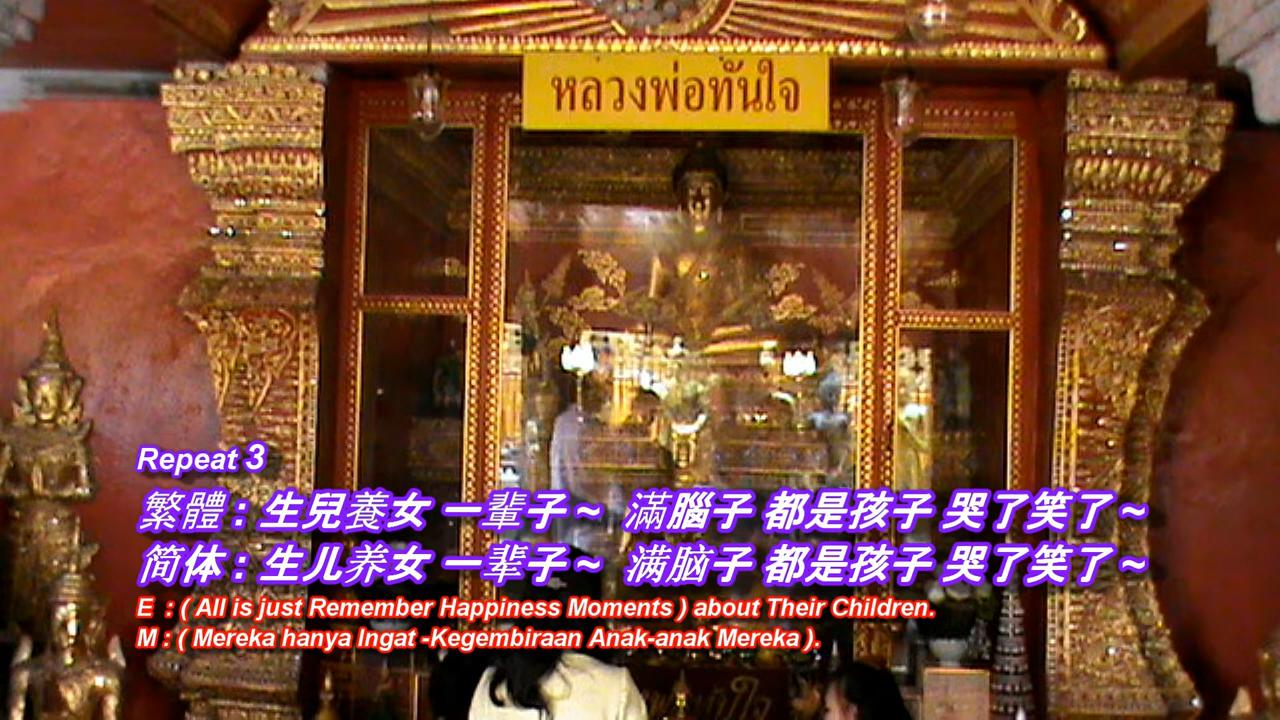 หลวงพ่อทันใจ
Repeat 3
繁體 : 生兒養女 一輩子 ~ 滿腦子 都是孩子 哭了笑了 ~
简体 : 生儿养女 一辈子 ~ 满脑子 都是孩子 哭了笑了 ~
E : ( All is just Remember Happiness Moments ) about Their Children.
M : ( Mereka hanya Ingat -Kegembiraan Anak-anak Mereka ).